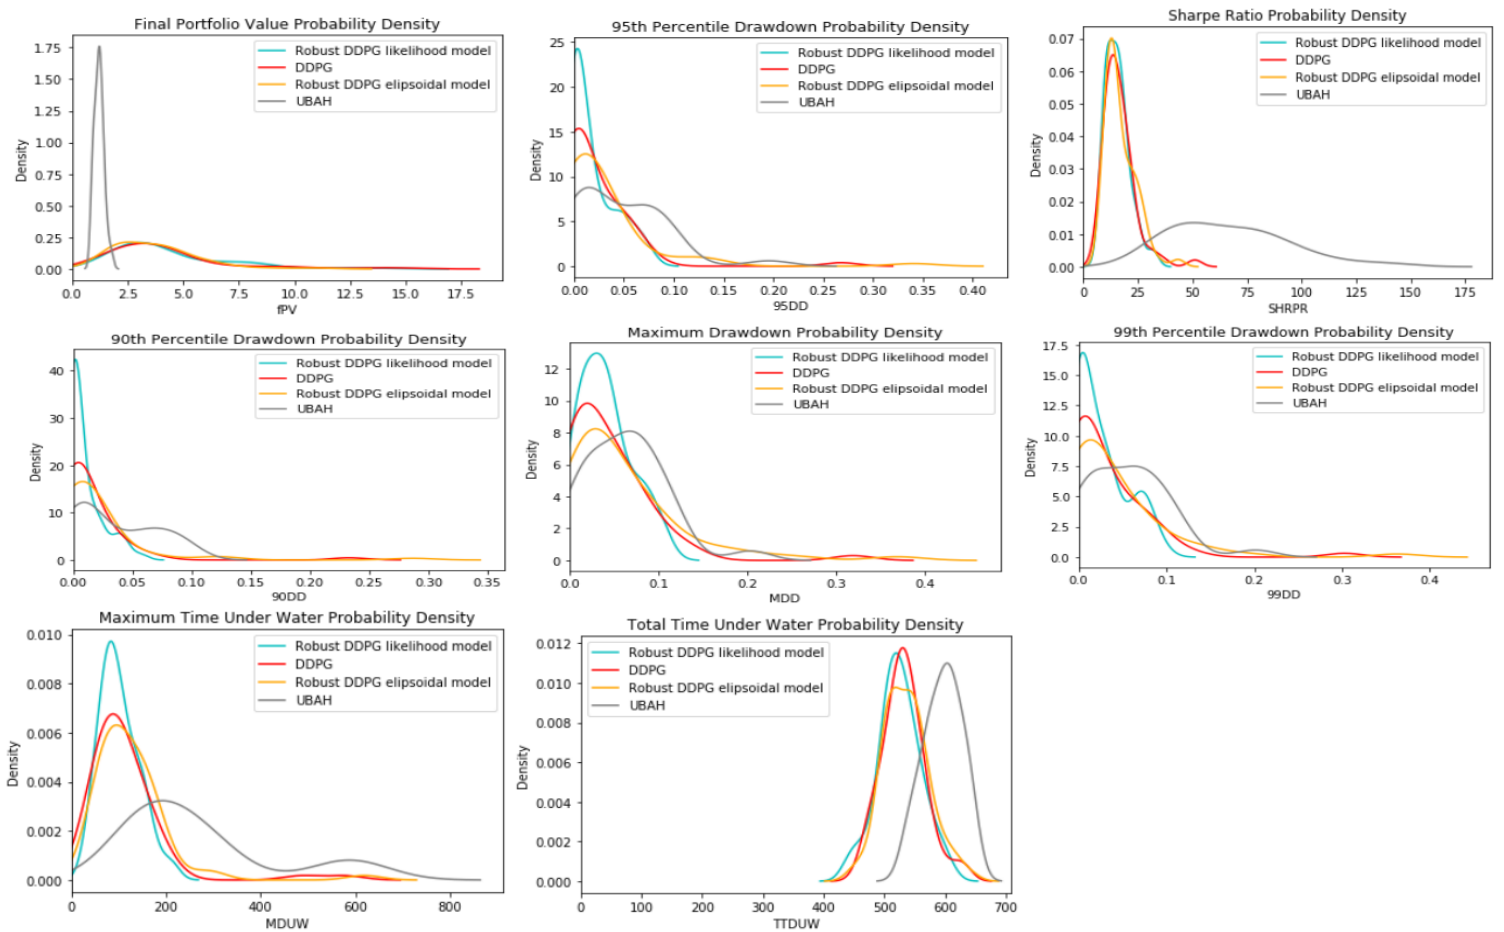 Final Portfolio Value Probability Density
Robust DDPG likelihood model
DDPG
Robust DDPG elipsoidal model
UBAH
Density
1.75
1.50
1.25
1.00
0.75
0.50
0.25
0.00
0.0 2.5 5.0 7.5 10.0 12.5 15.0 17.5
fPV
95th Percentile Drawdown Probability Density
Robust DDPG likelihood model
DDPG
Robust DDPG elipsoidal model
UBAH
Density
25
20
15
10
5
0
0.00 0.05 0.10 0.15 0.20 0.25 0.30 0.35 0.40
95DD
Sharpe Ratio Probability Density
Robust DDPG likelihood model
DDPG
Robust DDPG elipsoidal model
UBAH
Density
0.07
0.06
0.05
0.04
0.03
0.02
0.01
0.00
0 25 50 75 100 125 150 175
SHRPR
90th Percentile Drawdown Probability Density
Robust DDPG likelihood model
DDPG
Robust DDPG elipsoidal model
UBAH
Density
40
30
20
10
0
0.00 0.05 0.10 0.15 0.20 0.25 0.30 0.35
90DD
Maximum Drawdown Probability Density
Robust DDPG likelihood model
DDPG
Robust DDPG elipsoidal model
UBAH
Density
12
10
8
6
4
2
0
0.0 0.1 0.2 0.3 0.4
MDD
99th Percentile Drawdown Probability Density
Robust DDPG likelihood model
DDPG
Robust DDPG elipsoidal model
UBAH
Density
17.5
15.0
12.5
10.0
7.5
5.0
2.5
0.0
0.0 0.1 0.2 0.3 0.4
99DD
Maximum Time Under Water Probability Density
Robust DDPG likelihood model
DDPG
Robust DDPG elipsoidal model
UBAH
Density
0.010
0.008
0.006
0.004
0.002
0.000
0 200 400 600 800
MDUW
Total Time Under Water Probability Density
Robust DDPG likelihood model
DDPG
Robust DDPG elipsoidal model
UBAH
Density
0.012
0.010
0.008
0.006
0.004
0.002
0.000
0 100 200 300 400 500 600 700
TTDUW